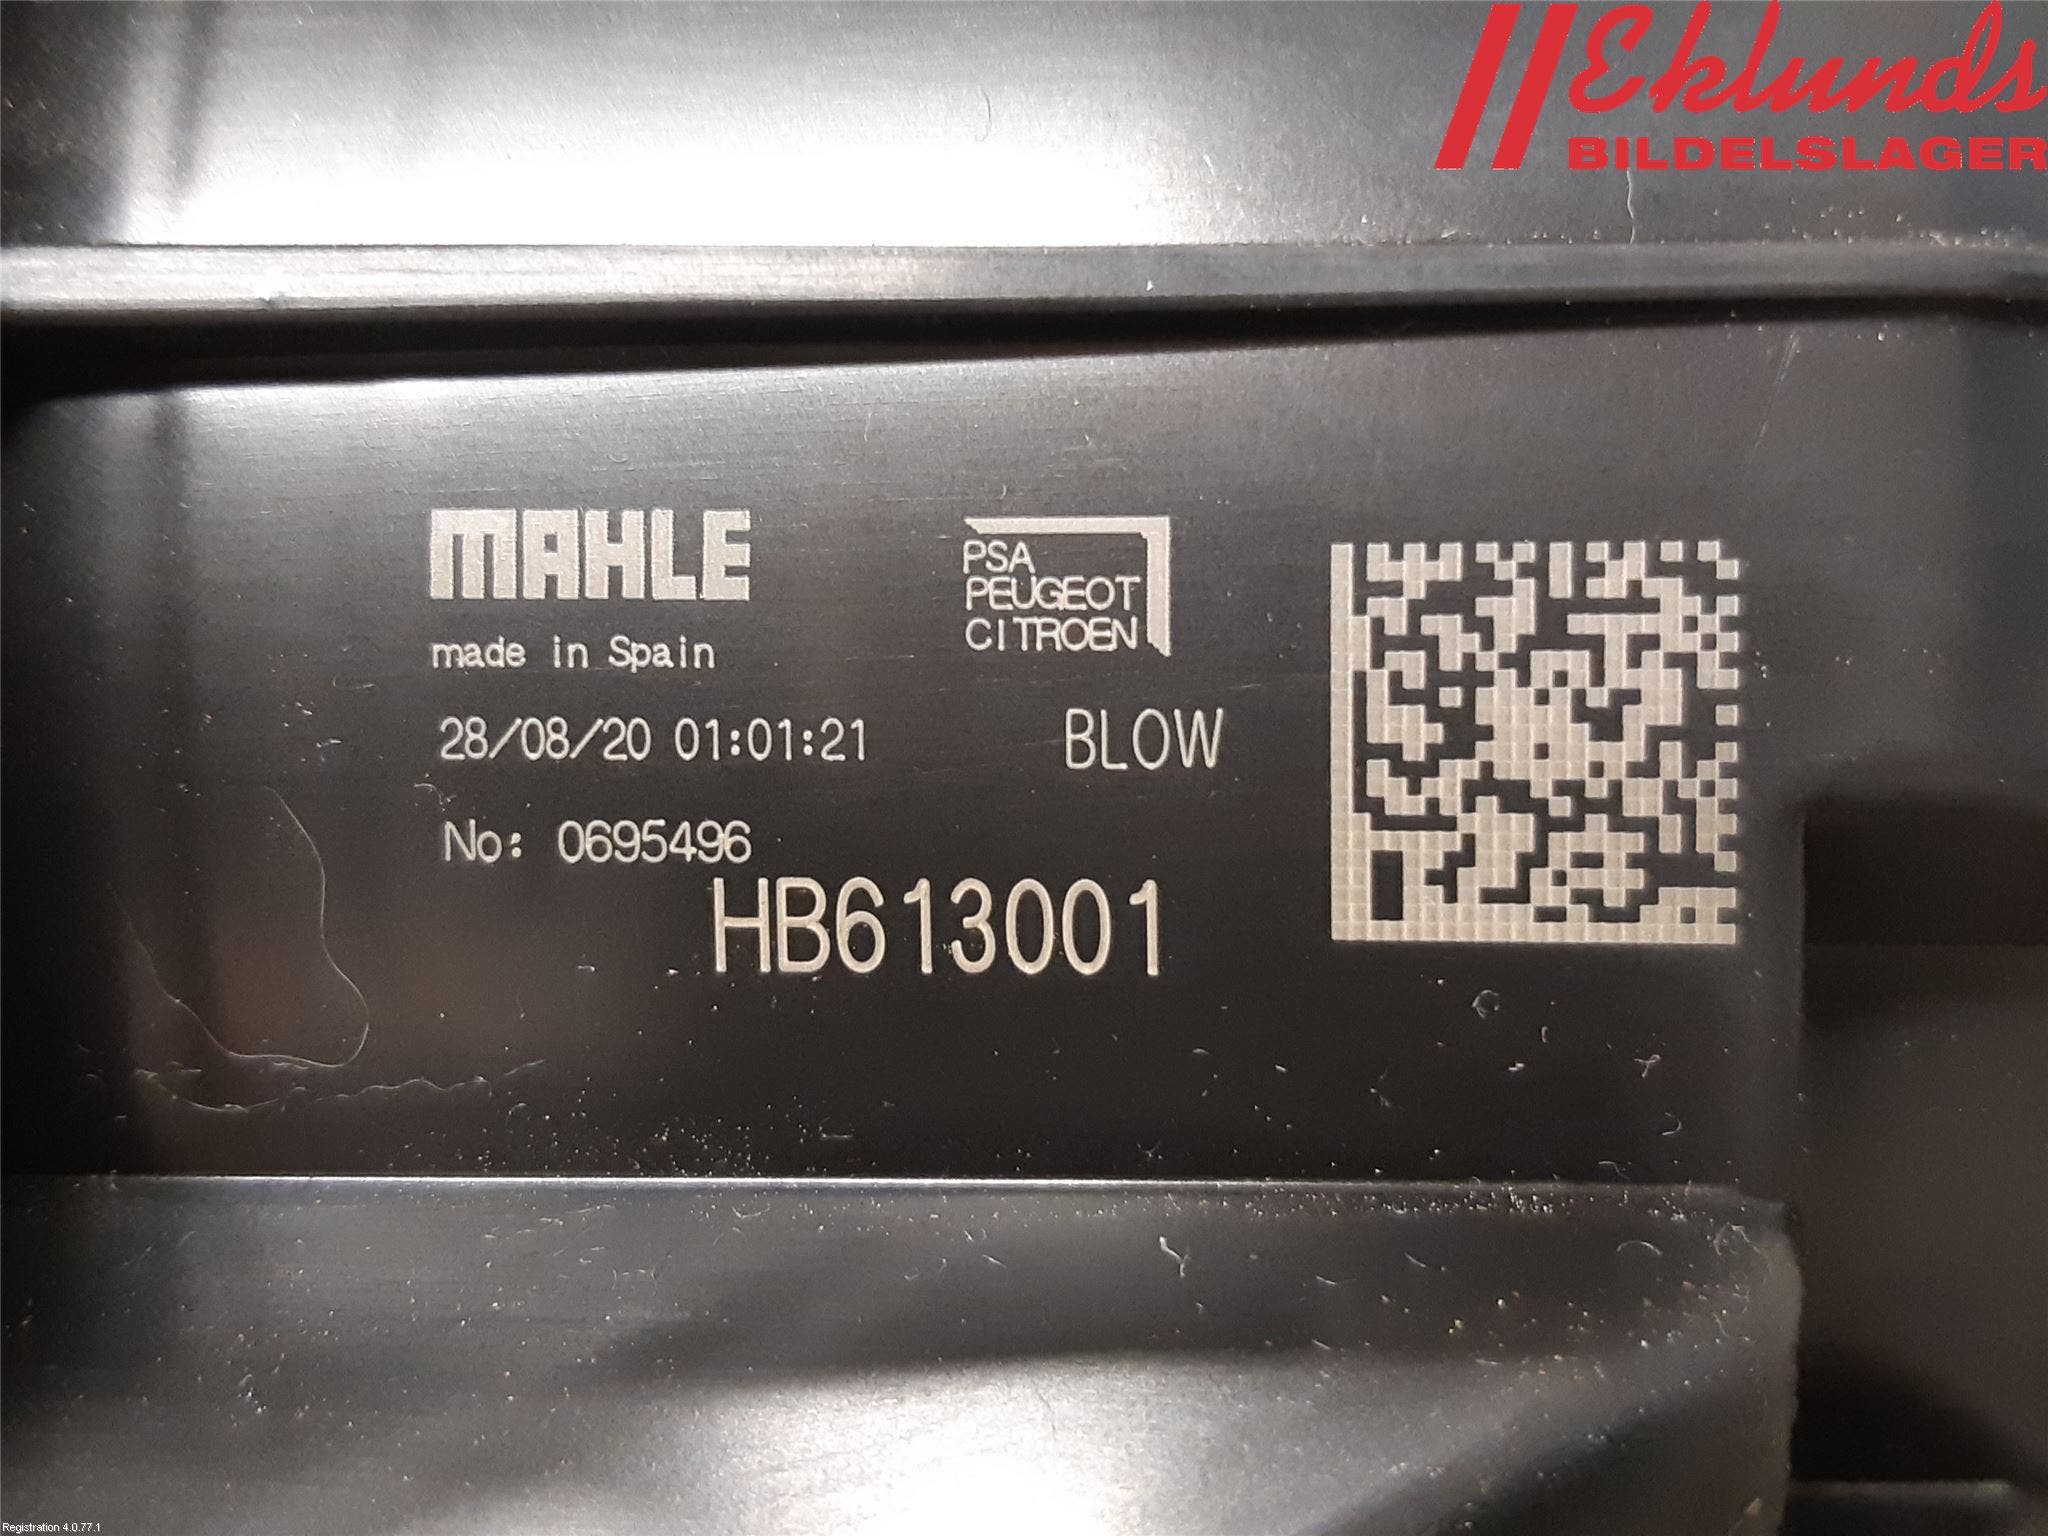 Eklunds
BILDELSLAGER
MAHLE
made in Spain
PSA
PEUGEOT
CITROEN
28/08/20 01:01:21
BLOW
No: 0695496
HB613001
Registration 4.0.77.1